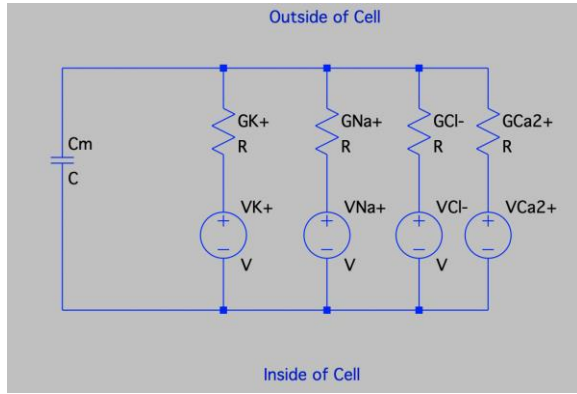 Outside of Cell
GK+ GNa+ GCl- GCa2+
R R R R
Cm
C
VK+ VNa+ VCl- VCa2+
+ + + +
− − − −
V V V V
Inside of Cell